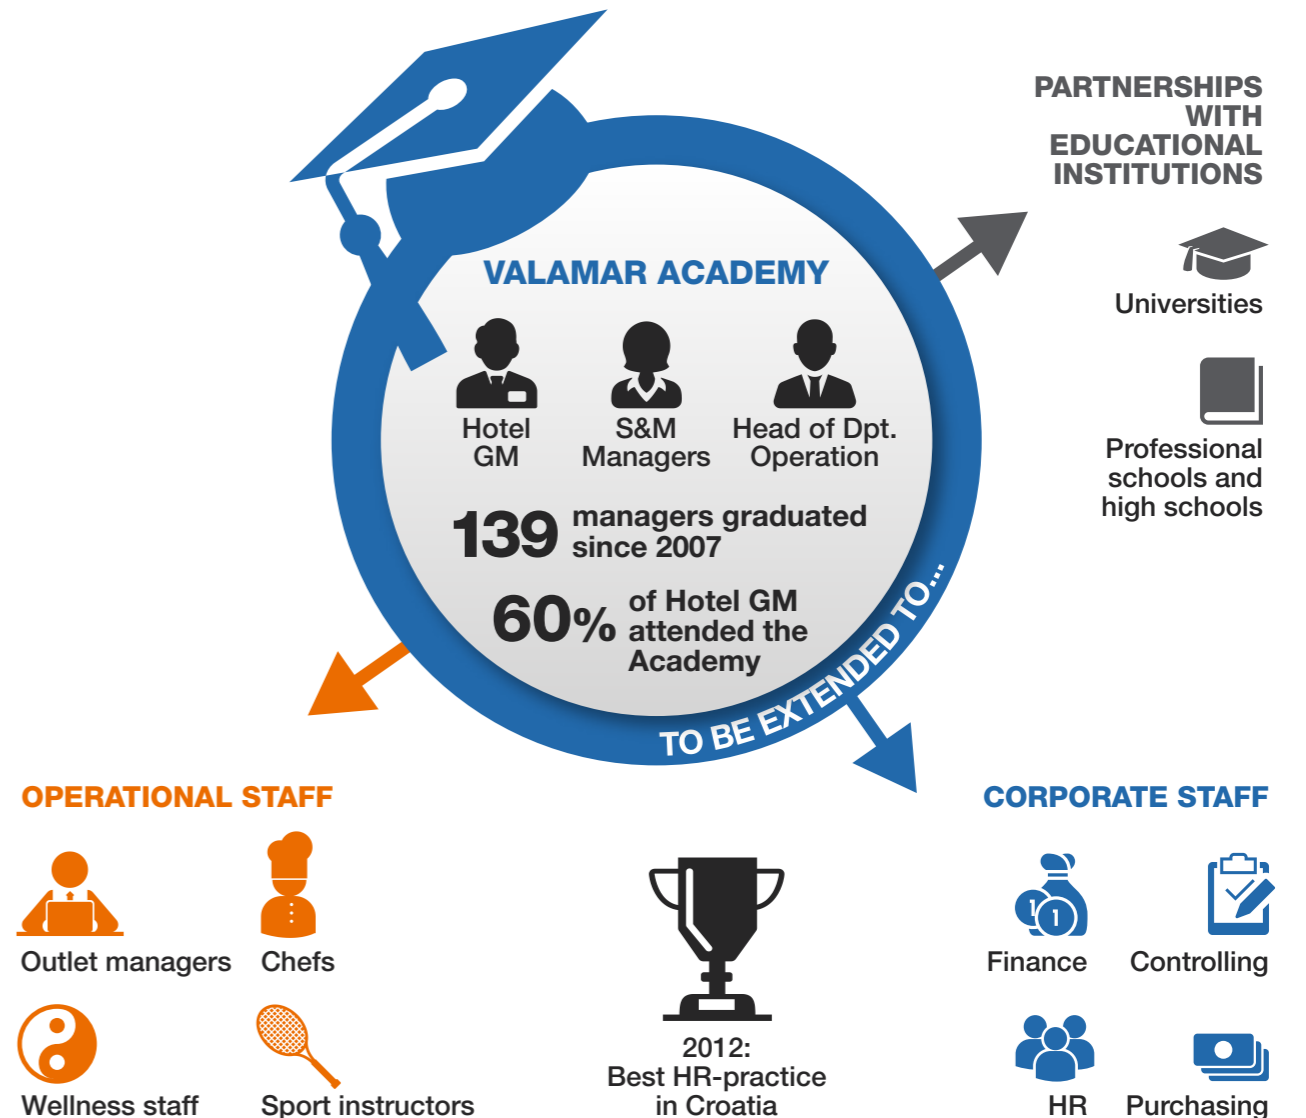 PARTNERSHIPS
WITH
EDUCATIONAL
INSTITUTIONS
Universities
Professional
schools and
high schools
VALAMAR ACADEMY
Hotel
GM
S&M
Managers
Head of Dpt.
Operation
139 managers graduated
since 2007
60% of Hotel GM
attended the
Academy
TO BE EXTENDED TO...
OPERATIONAL STAFF
Outlet managers
Chefs
Wellness staff
Sport instructors
2012:
Best HR-practice
in Croatia
CORPORATE STAFF
1 1
Finance
Controlling
HR
Purchasing